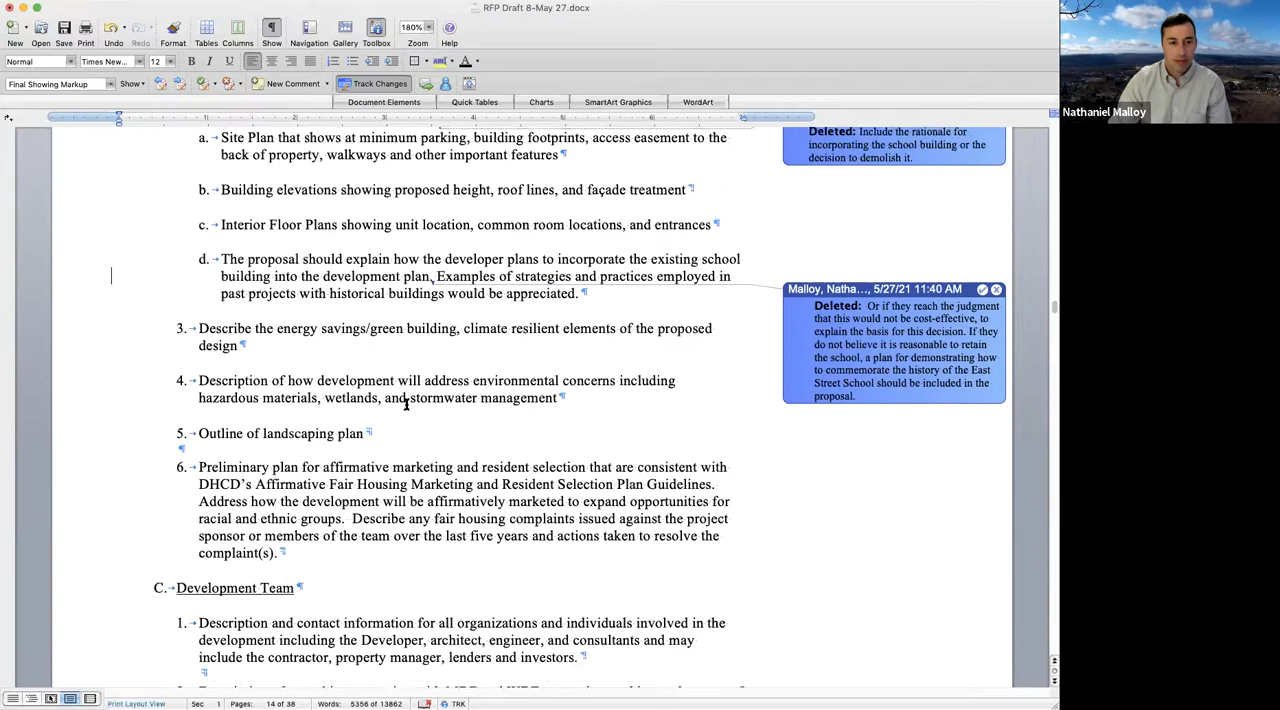 RFP Draft 8-May 27.docx
180%
New Open Save Print Undo Redo Format Tables Columns Show Navigation Gallery Toolbox Zoom Help
Normal Times New... 12 B I U
Final Showing Markup Show New Comment Track Changes
Document Elements Quick Tables Charts SmartArt Graphics WordArt
a. Site Plan that shows at minimum parking, building footprints, access easement to the
back of property, walkways and other important features
b. Building elevations showing proposed height, roof lines, and façade treatment
c. Interior Floor Plans showing unit location, common room locations, and entrances
d. The proposal should explain how the developer plans to incorporate the existing school
building into the development plan. Examples of strategies and practices employed in
past projects with historical buildings would be appreciated.
3. Describe the energy savings/green building, climate resilient elements of the proposed
design
4. Description of how development will address environmental concerns including
hazardous materials, wetlands, and stormwater management
5. Outline of landscaping plan
6. Preliminary plan for affirmative marketing and resident selection that are consistent with
DHCD's Affirmative Fair Housing Marketing and Resident Selection Plan Guidelines.
Address how the development will be affirmatively marketed to expand opportunities for
racial and ethnic groups. Describe any fair housing complaints issued against the project
sponsor or members of the team over the last five years and actions taken to resolve the
complaint(s).
C. Development Team
1. Description and contact information for all organizations and individuals involved in the
development including the Developer, architect, engineer, and consultants and may
include the contractor, property manager, lenders and investors.
Deleted: Include the rationale for
incorporating the school building or the
decision to demolish it.
Malloy, Natha..., 5/27/21 11:40 AM
Deleted: Or if they reach the judgment
that this would not be cost-effective, to
explain the basis for this decision. If they
do not believe it is reasonable to retain
the school, a plan for demonstrating how
to commemorate the history of the East
Street School should be included in the
proposal.
Print Layout View Sec 1 Pages: 14 of 38 Words: 5356 of 13862 TRK
Nathaniel Malloy